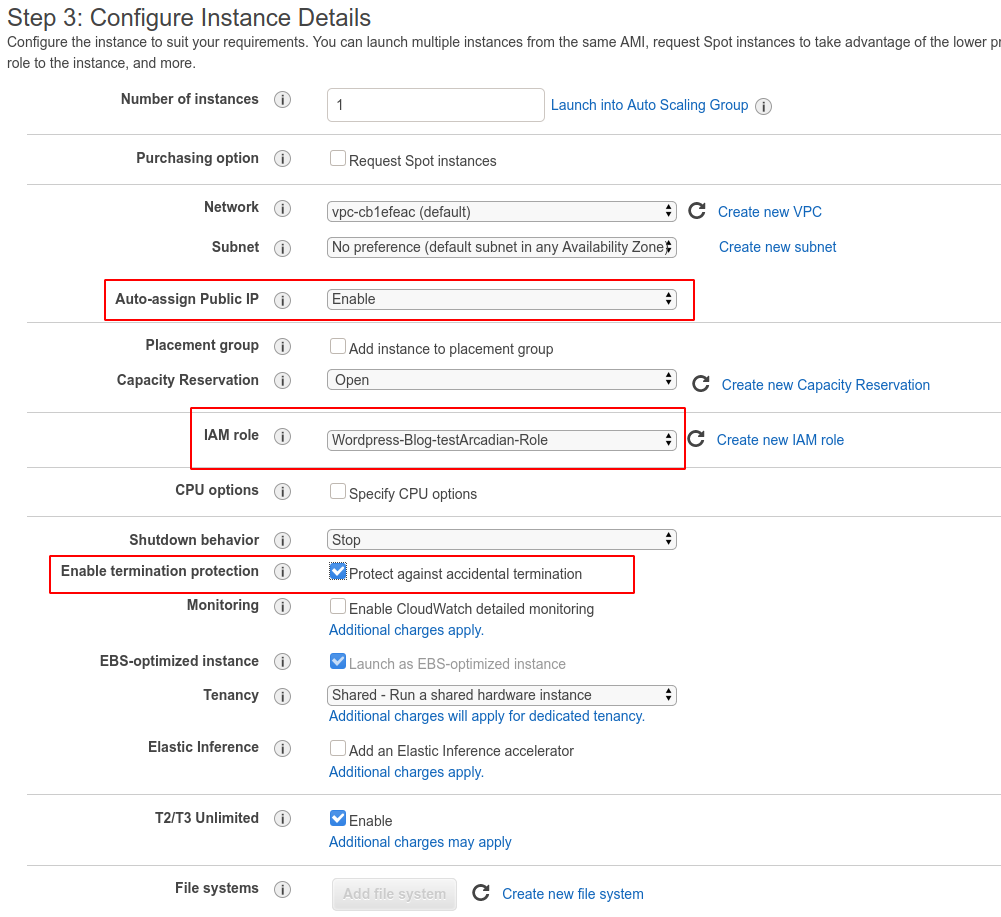 Step 3: Configure Instance Details
Configure the instance to suit your requirements. You can launch multiple instances from the same AMI, request Spot instances to take advantage of the lower pr
role to the instance, and more.
Number of instances i 1 Launch into Auto Scaling Group i
Purchasing option i Request Spot instances
Network i vpc-cb1efeac (default) Create new VPC
Subnet i No preference (default subnet in any Availability Zone) Create new subnet
Auto-assign Public IP i Enable
Placement group i Add instance to placement group
Capacity Reservation i Open Create new Capacity Reservation
IAM role i Wordpress-Blog-testArcadian-Role Create new IAM role
CPU options i Specify CPU options
Shutdown behavior i Stop
Enable termination protection i Protect against accidental termination
Monitoring i Enable CloudWatch detailed monitoring
Additional charges apply.
EBS-optimized instance i Launch as EBS-optimized instance
Tenancy i Shared - Run a shared hardware instance
Additional charges will apply for dedicated tenancy.
Elastic Inference i Add an Elastic Inference accelerator
Additional charges apply.
T2/T3 Unlimited i Enable
Additional charges may apply
File systems i Add file system Create new file system